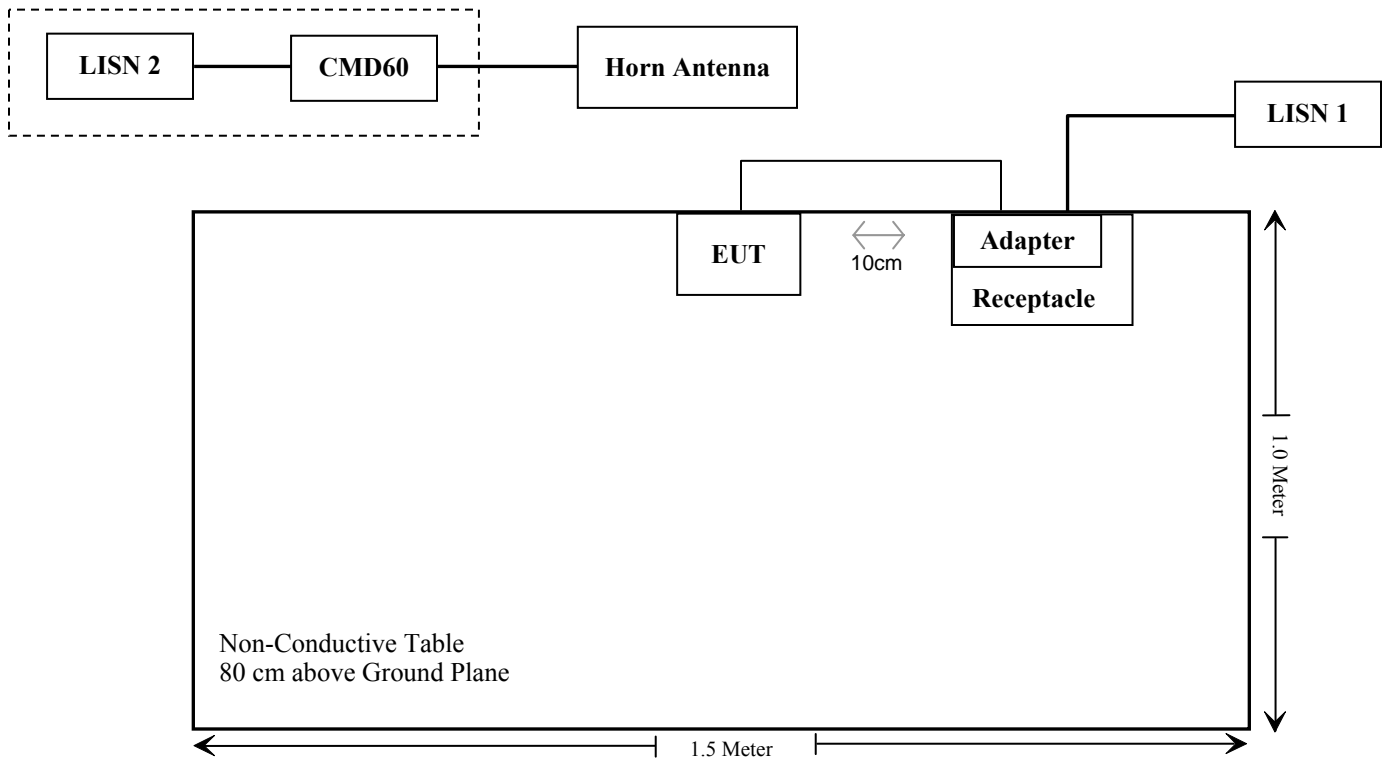 LISN 2
CMD60
Horn Antenna
LISN 1
EUT
10cm
Adapter
Receptacle
1.0 Meter
Non-Conductive Table
80 cm above Ground Plane
1.5 Meter